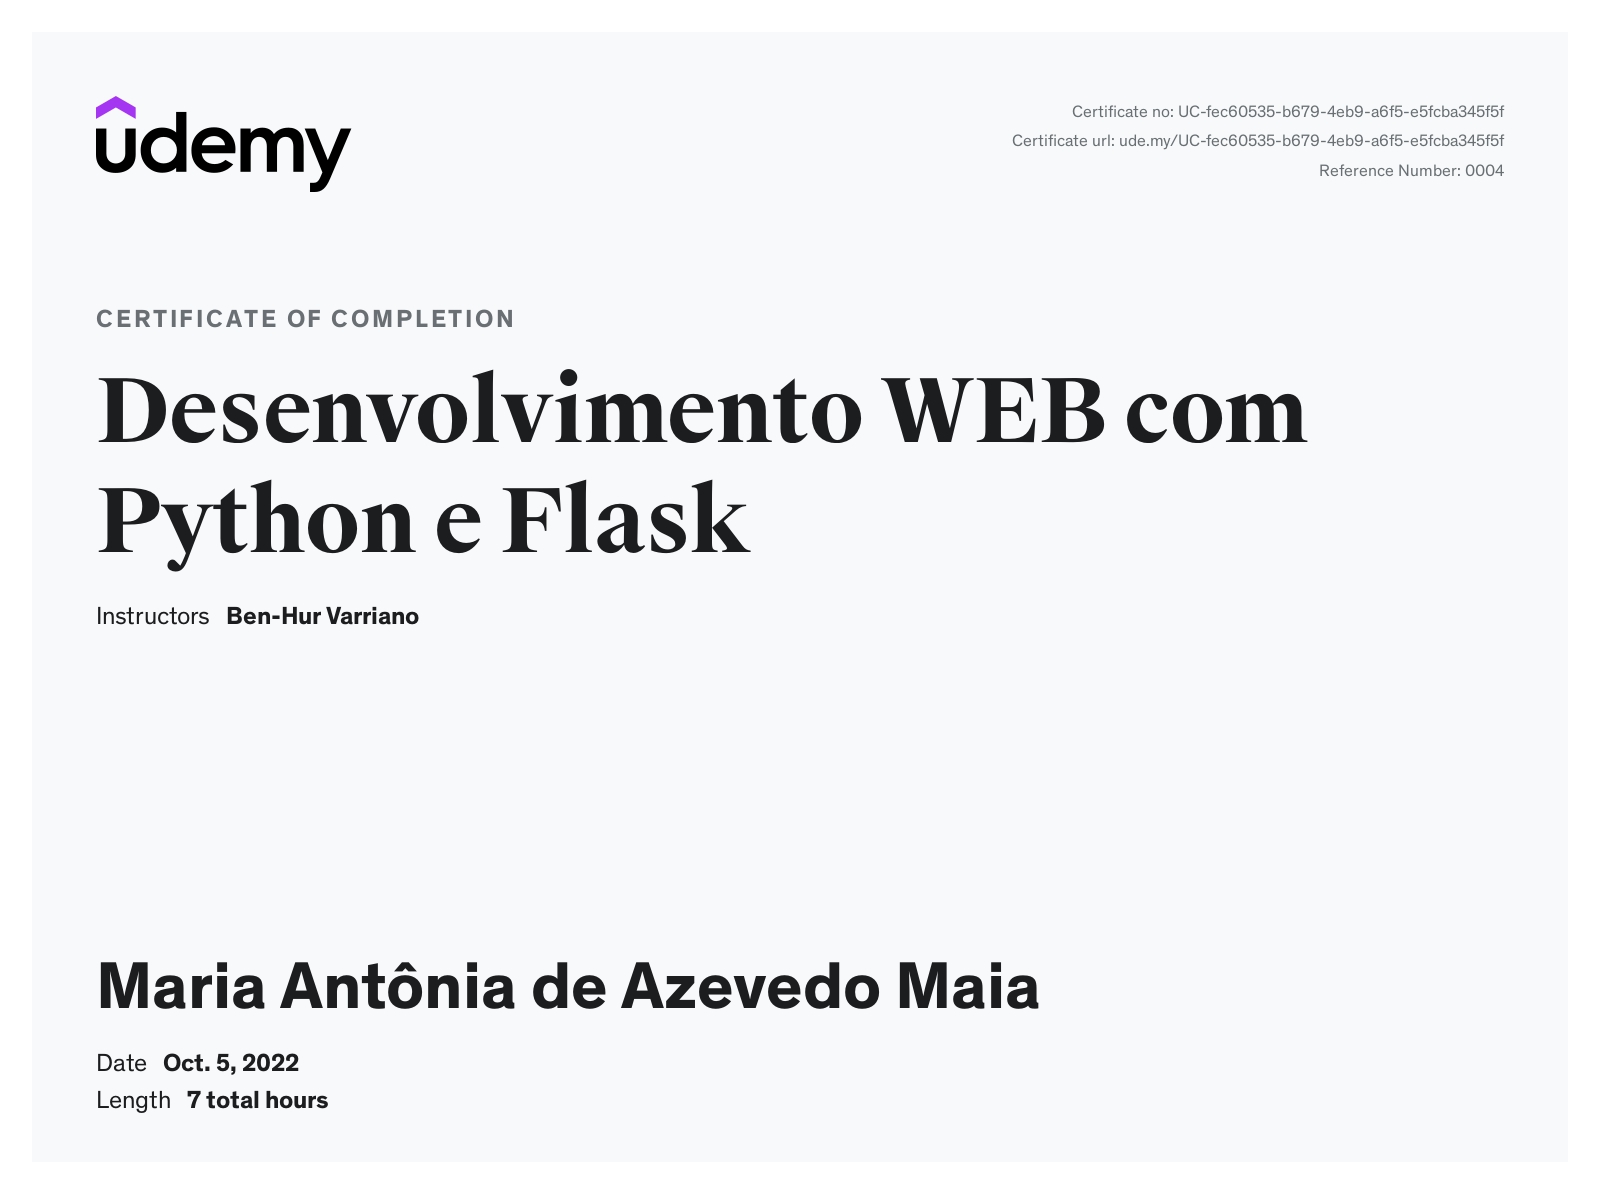 udemy
Certificate no: UC-fec60535-b679-4eb9-a6f5-e5fcba345f5f
Certificate url: ude.my/UC-fec60535-b679-4eb9-a6f5-e5fcba345f5f
Reference Number: 0004
CERTIFICATE OF COMPLETION
Desenvolvimento WEB com
Python e Flask
Instructors Ben-Hur Varriano
Maria Antônia de Azevedo Maia
Date Oct. 5, 2022
Length 7 total hours